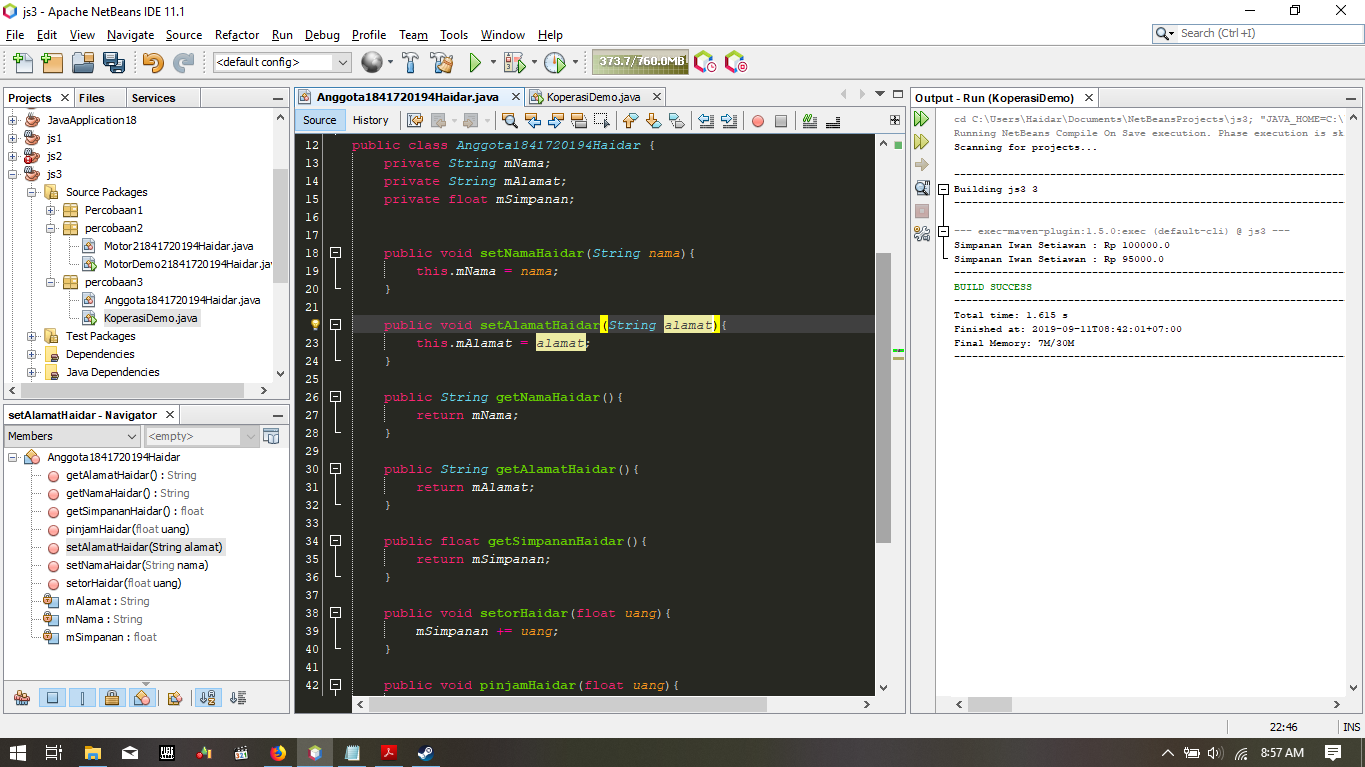 js3 - Apache NetBeans IDE 11.1
File Edit View Navigate Source Refactor Run Debug Profile Team Tools Window Help
Search (Ctrl+I)
<default config>
373.7/760.0MB
Projects Files Services
JavaApplication18
js1
js2
js3
Source Packages
Percobaan1
percobaan2
Motor21841720194Haidar.java
MotorDemo21841720194Haidar.jav
percobaan3
Anggota1841720194Haidar.java
KoperasiDemo.java
Test Packages
Dependencies
Java Dependencies
setAlamatHaidar - Navigator
Members
<empty>
Anggota1841720194Haidar
getAlamatHaidar() : String
getNamaHaidar() : String
getSimpananHaidar() : float
pinjamHaidar(float uang)
setAlamatHaidar(String alamat)
setNamaHaidar(String nama)
setorHaidar(float uang)
mAlamat : String
mNama : String
mSimpanan : float
Anggota1841720194Haidar.java KoperasiDemo.java
Source History
12 public class Anggota1841720194Haidar {
13 private String mNama;
14 private String mAlamat;
15 private float mSimpanan;
16
17
18 public void setNamaHaidar(String nama){
19 this.mNama = nama;
20 }
21
public void setAlamatHaidar(String alamat){
23 this.mAlamat = alamat;
24 }
25
26 public String getNamaHaidar(){
27 return mNama;
28 }
29
30 public String getAlamatHaidar(){
31 return mAlamat;
32 }
33
34 public float getSimpananHaidar(){
35 return mSimpanan;
36 }
37
38 public void setorHaidar(float uang){
39 mSimpanan += uang;
40 }
41
42 public void pinjamHaidar(float uang){
Output - Run (KoperasiDemo)
cd C:\Users\Haidar\Documents\NetBeansProjects\js3; "JAVA_HOME=C:\
Running NetBeans Compile On Save execution. Phase execution is sk
Scanning for projects...
Building js3 3
--- exec-maven-plugin:1.5.0:exec (default-cli) @ js3 ---
Simpanan Iwan Setiawan : Rp 100000.0
Simpanan Iwan Setiawan : Rp 95000.0
BUILD SUCCESS
Total time: 1.615 s
Finished at: 2019-09-11T08:42:01+07:00
Final Memory: 7M/30M
22:46 INS
8:57 AM